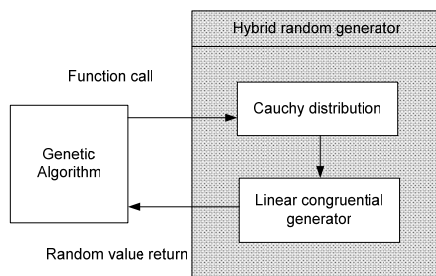 Hybrid random generator
Function call
Cauchy distribution
Genetic
Algorithm
Linear congruential
generator
Random value return